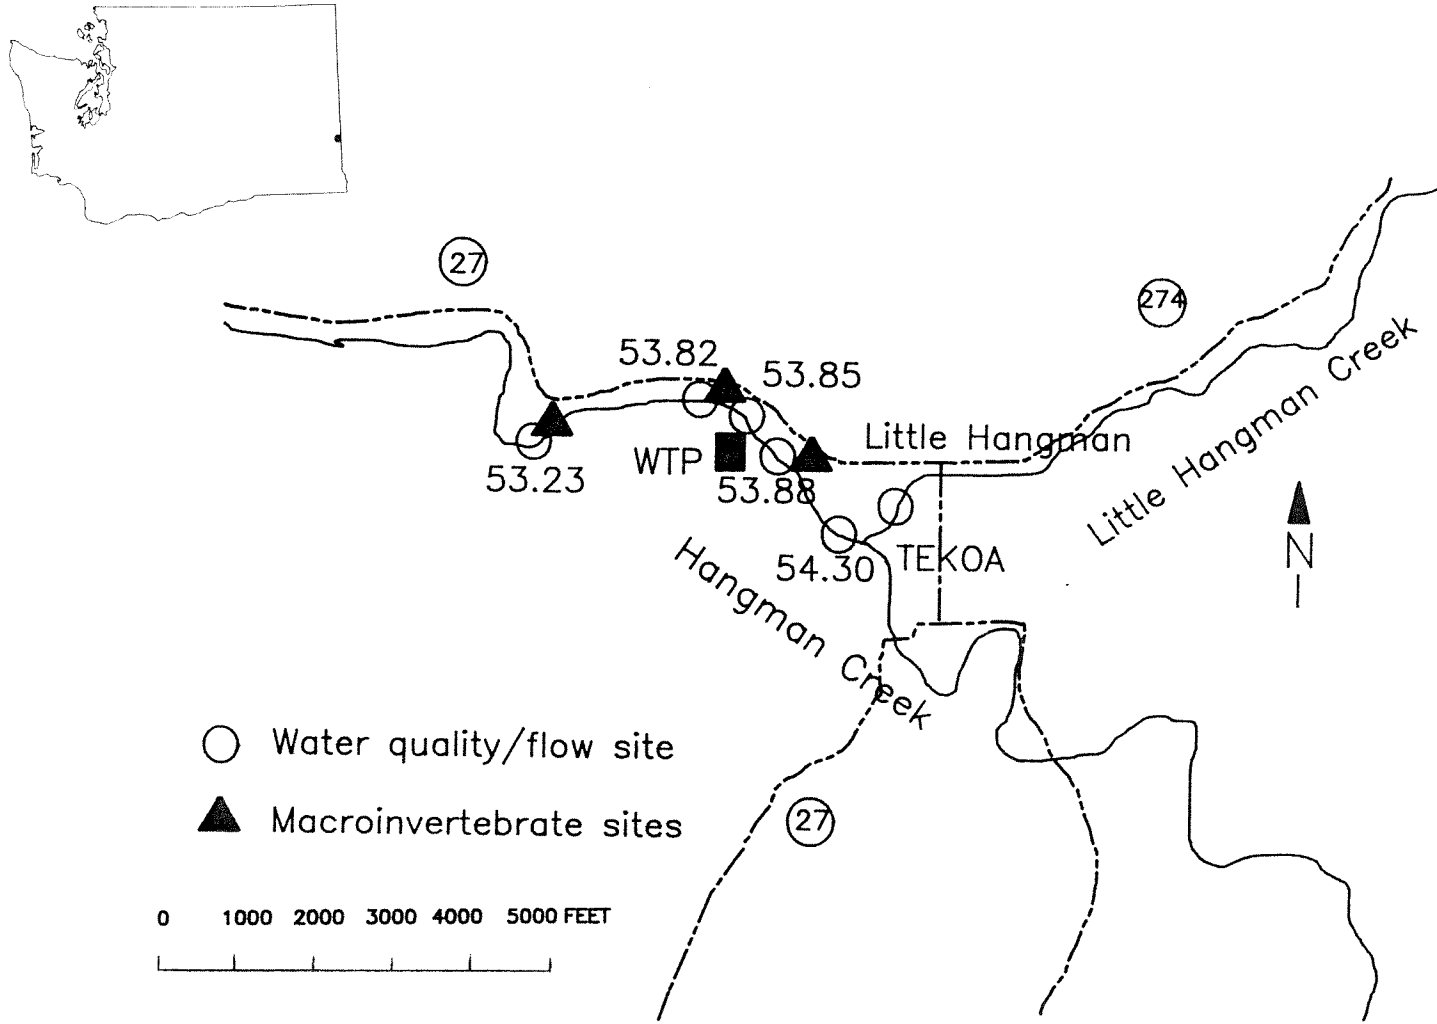 27
274
53.82
53.85
Little Hangman
Little Hangman Creek
WTP
53.23
53.88
N
54.30
TEKOA
Hangman Creek
Water quality/flow site
27
Macroinvertebrate sites
0 1000 2000 3000 4000 5000 FEET